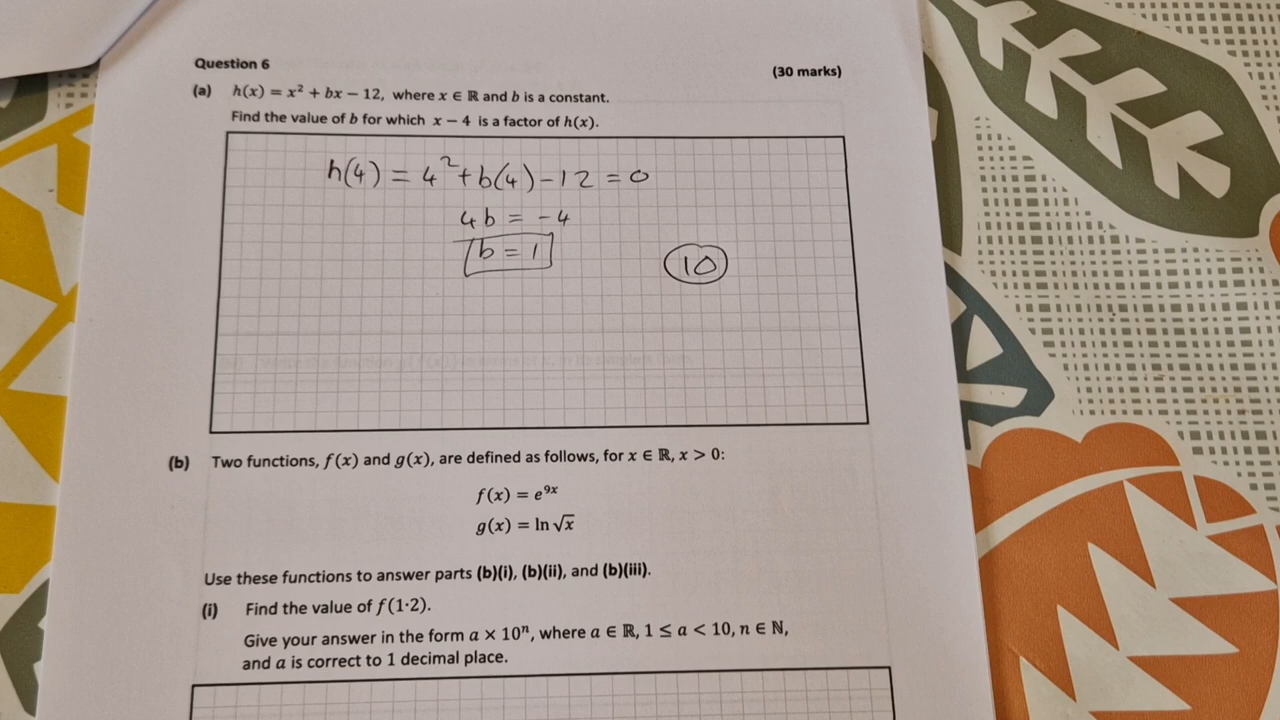 Question 6
(30 marks)
(a) h(x) = x² + bx − 12, where x ∈ ℝ and b is a constant.
Find the value of b for which x − 4 is a factor of h(x).
h(4) = 4² + b(4) − 12 = 0
4b = −4
b = 1
10
(b) Two functions, f(x) and g(x), are defined as follows, for x ∈ ℝ, x > 0:
f(x) = e⁹ˣ
g(x) = ln √x
Use these functions to answer parts (b)(i), (b)(ii), and (b)(iii).
(i) Find the value of f(1·2).
Give your answer in the form a × 10ⁿ, where a ∈ ℝ, 1 ≤ a < 10, n ∈ ℕ,
and a is correct to 1 decimal place.